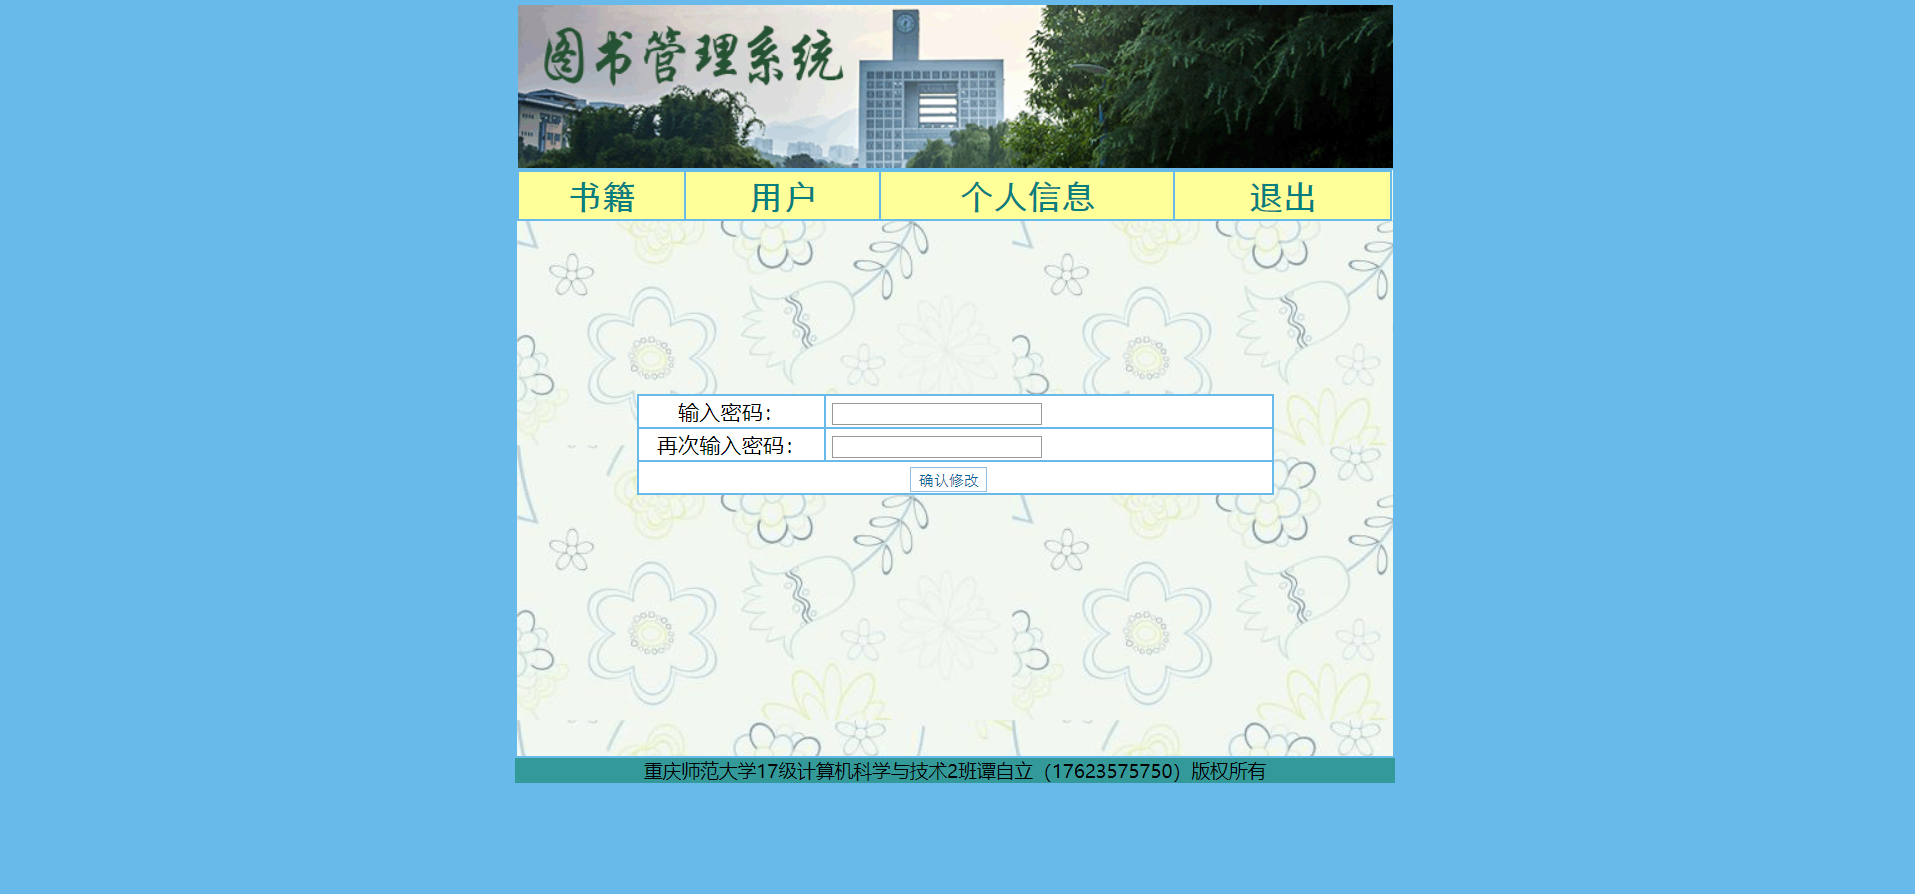 图书管理系统
书籍 用户 个人信息 退出
输入密码：
再次输入密码：
确认修改
重庆师范大学17级计算机科学与技术2班谭自立（17623575750）版权所有